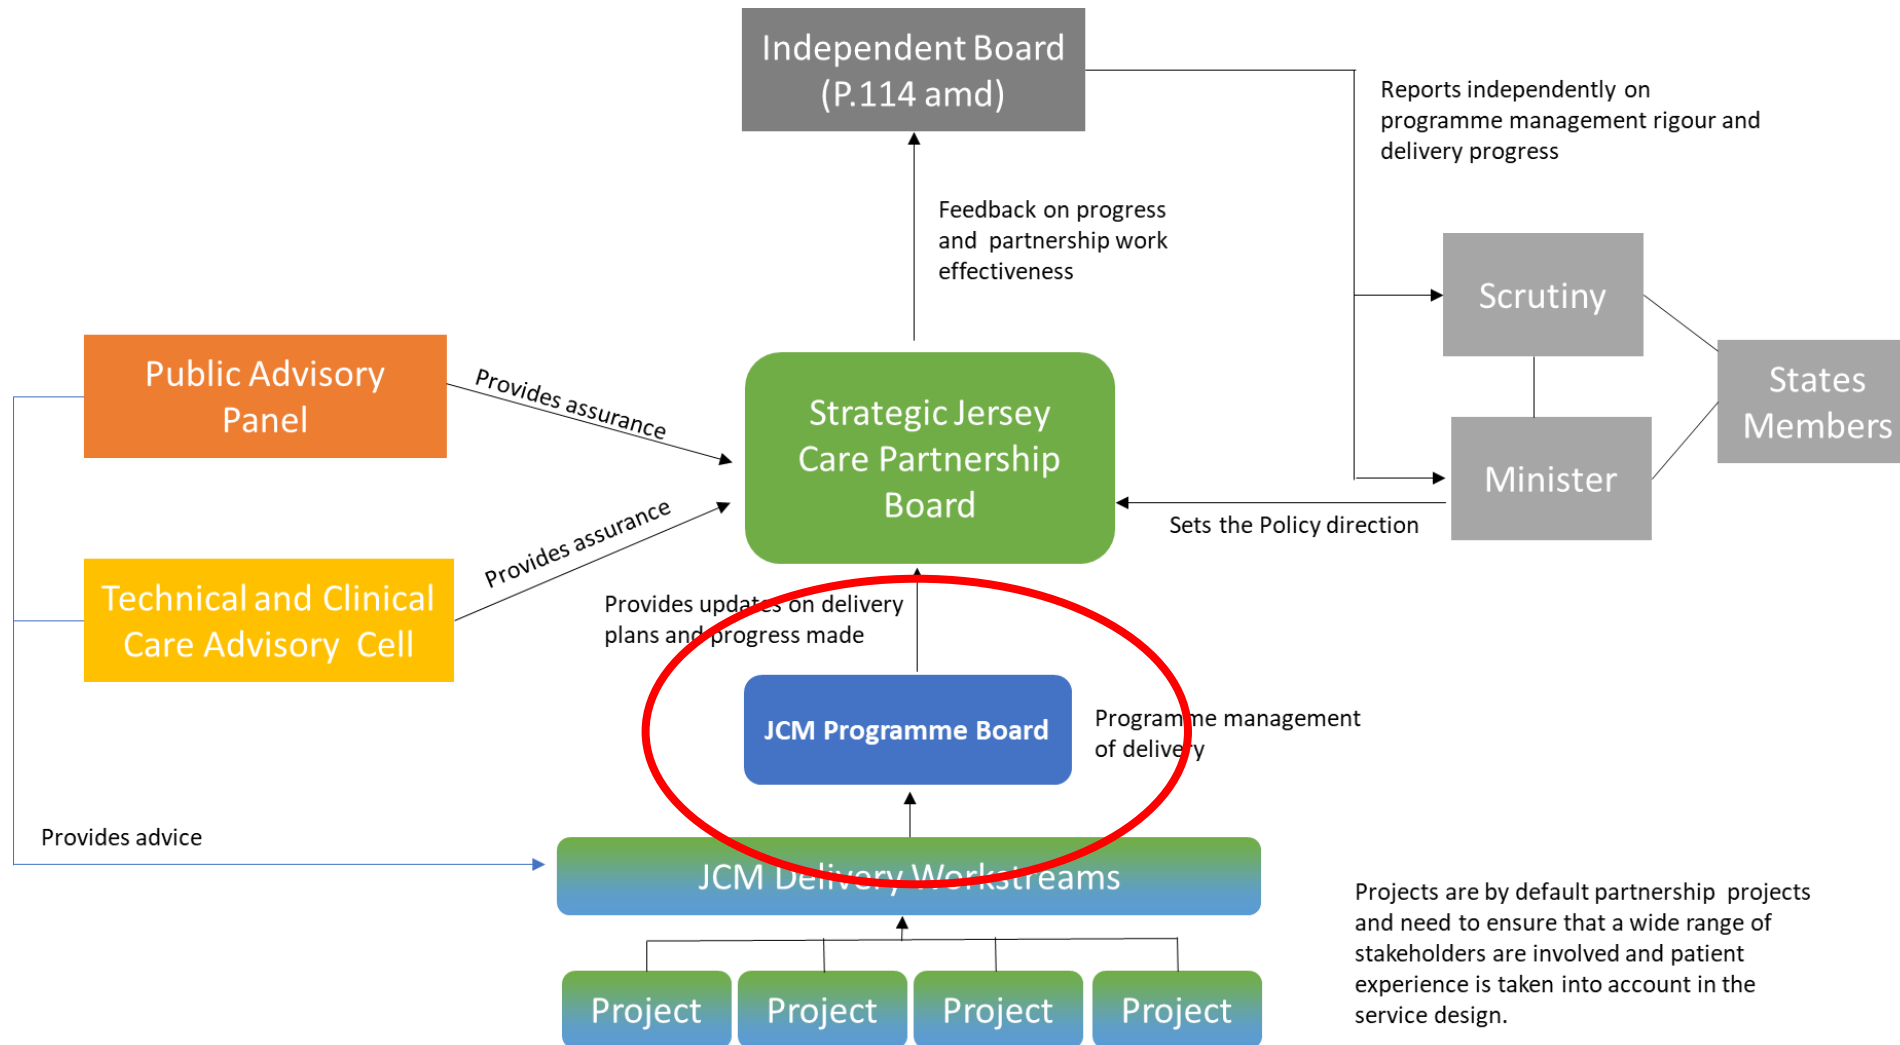 Independent Board
(P.114 amd)
Reports independently on
programme management rigour and
delivery progress
Feedback on progress
and partnership work
effectiveness
Scrutiny
Public Advisory
Panel
Provides assurance
Strategic Jersey
Care Partnership
Board
States
Members
Minister
Sets the Policy direction
Provides assurance
Technical and Clinical
Care Advisory Cell
Provides updates on delivery
plans and progress made
JCM Programme Board
Programme management
of delivery
Provides advice
JCM Delivery Workstreams
Projects are by default partnership projects
and need to ensure that a wide range of
stakeholders are involved and patient
experience is taken into account in the
service design.
Project
Project
Project
Project